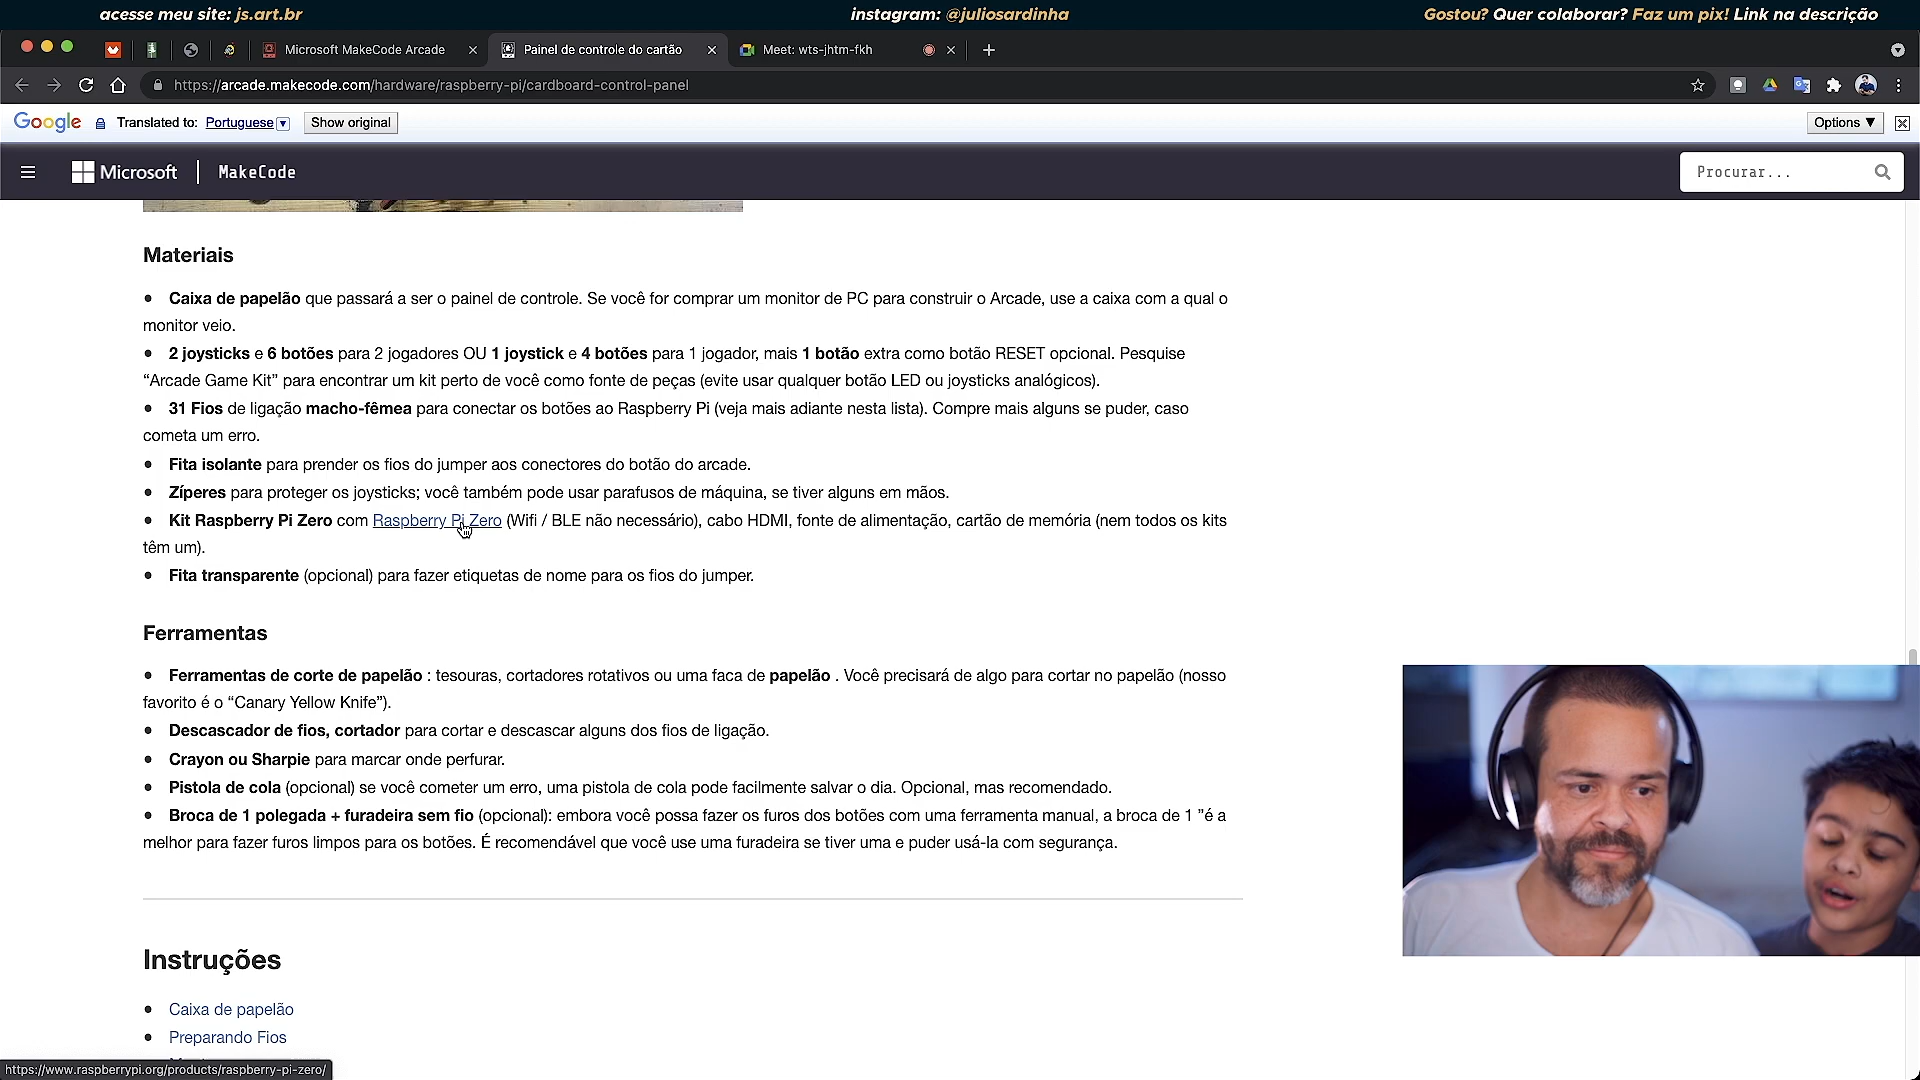 acesse meu site: js.art.br
instagram: @juliosardinha
Gostou? Quer colaborar? Faz um pix! Link na descrição
Microsoft MakeCode Arcade
Painel de controle do cartão
Meet: wts-jhtm-fkh
https://arcade.makecode.com/hardware/raspberry-pi/cardboard-control-panel
Google Translated to: Portuguese Show original
Options ▼
Microsoft | MakeCode
Procurar...
Materiais
Caixa de papelão que passará a ser o painel de controle. Se você for comprar um monitor de PC para construir o Arcade, use a caixa com a qual o
monitor veio.
2 joysticks e 6 botões para 2 jogadores OU 1 joystick e 4 botões para 1 jogador, mais 1 botão extra como botão RESET opcional. Pesquise
“Arcade Game Kit” para encontrar um kit perto de você como fonte de peças (evite usar qualquer botão LED ou joysticks analógicos).
31 Fios de ligação macho-fêmea para conectar os botões ao Raspberry Pi (veja mais adiante nesta lista). Compre mais alguns se puder, caso
cometa um erro.
Fita isolante para prender os fios do jumper aos conectores do botão do arcade.
Zíperes para proteger os joysticks; você também pode usar parafusos de máquina, se tiver alguns em mãos.
Kit Raspberry Pi Zero com Raspberry Pi Zero (Wifi / BLE não necessário), cabo HDMI, fonte de alimentação, cartão de memória (nem todos os kits
têm um).
Fita transparente (opcional) para fazer etiquetas de nome para os fios do jumper.
Ferramentas
Ferramentas de corte de papelão : tesouras, cortadores rotativos ou uma faca de papelão . Você precisará de algo para cortar no papelão (nosso
favorito é o “Canary Yellow Knife”).
Descascador de fios, cortador para cortar e descascar alguns dos fios de ligação.
Crayon ou Sharpie para marcar onde perfurar.
Pistola de cola (opcional) se você cometer um erro, uma pistola de cola pode facilmente salvar o dia. Opcional, mas recomendado.
Broca de 1 polegada + furadeira sem fio (opcional): embora você possa fazer os furos dos botões com uma ferramenta manual, a broca de 1 ”é a
melhor para fazer furos limpos para os botões. É recomendável que você use uma furadeira se tiver uma e puder usá-la com segurança.
Instruções
Caixa de papelão
Preparando Fios
https://www.raspberrypi.org/products/raspberry-pi-zero/